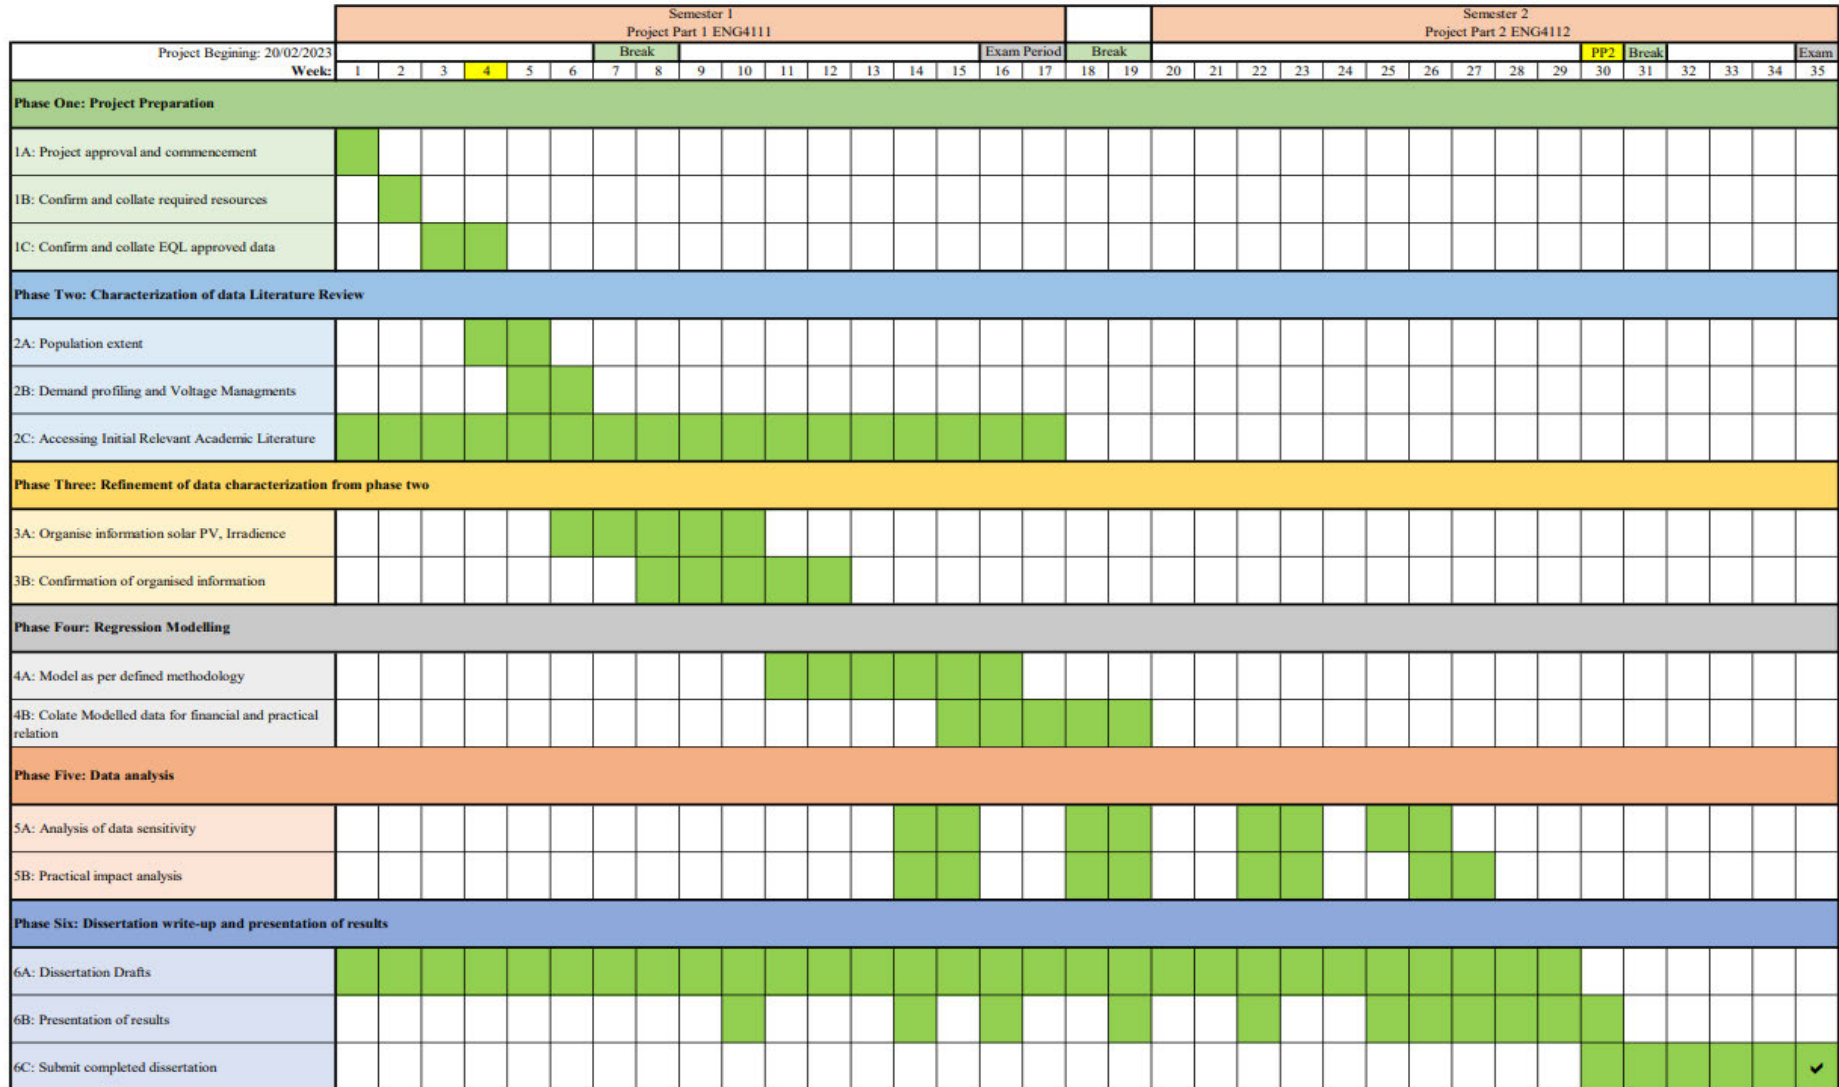 Semester 1
Project Part 1 ENG4111
Semester 2
Project Part 2 ENG4112
Project Begining: 20/02/2023 Break Exam Period Break PP2 Break Exam
Week: 1 2 3 4 5 6 7 8 9 10 11 12 13 14 15 16 17 18 19 20 21 22 23 24 25 26 27 28 29 30 31 32 33 34 35
Phase One: Project Preparation
1A: Project approval and commencement
1B: Confirm and collate required resources
1C: Confirm and collate EQL approved data
Phase Two: Characterization of data Literature Review
2A: Population extent
2B: Demand profiling and Voltage Managments
2C: Accessing Initial Relevant Academic Literature
Phase Three: Refinement of data characterization from phase two
3A: Organise information solar PV, Irradience
3B: Confirmation of organised information
Phase Four: Regression Modelling
4A: Model as per defined methodology
4B: Colate Modelled data for financial and practical
relation
Phase Five: Data analysis
5A: Analysis of data sensitivity
5B: Practical impact analysis
Phase Six: Dissertation write-up and presentation of results
6A: Dissertation Drafts
6B: Presentation of results
6C: Submit completed dissertation ✔